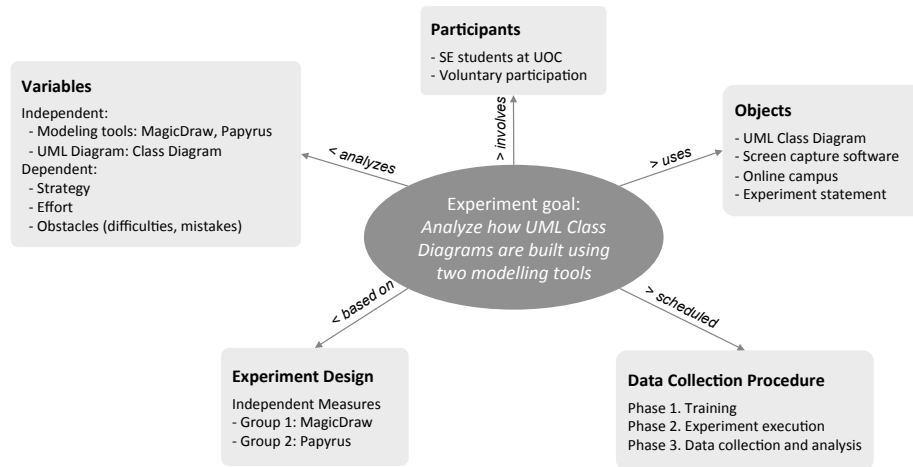 Participants
- SE students at UOC
- Voluntary participation
Variables
Independent:
- Modeling tools: MagicDraw, Papyrus
- UML Diagram: Class Diagram
Dependent:
- Strategy
- Effort
- Obstacles (difficulties, mistakes)
Objects
- UML Class Diagram
- Screen capture software
- Online campus
- Experiment statement
< analyzes
> involves
> uses
Experiment goal:
Analyze how UML Class
Diagrams are built using
two modelling tools
< based on
> scheduled
Experiment Design
Independent Measures
- Group 1: MagicDraw
- Group 2: Papyrus
Data Collection Procedure
Phase 1. Training
Phase 2. Experiment execution
Phase 3. Data collection and analysis